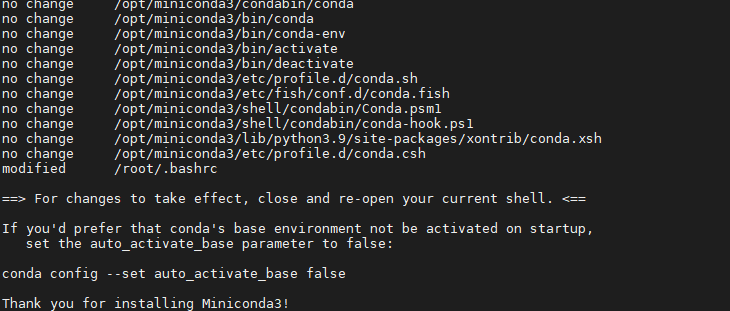 no change     /opt/miniconda3/condabin/conda
no change     /opt/miniconda3/bin/conda
no change     /opt/miniconda3/bin/conda-env
no change     /opt/miniconda3/bin/activate
no change     /opt/miniconda3/bin/deactivate
no change     /opt/miniconda3/etc/profile.d/conda.sh
no change     /opt/miniconda3/etc/fish/conf.d/conda.fish
no change     /opt/miniconda3/shell/condabin/Conda.psm1
no change     /opt/miniconda3/shell/condabin/conda-hook.ps1
no change     /opt/miniconda3/lib/python3.9/site-packages/xontrib/conda.xsh
no change     /opt/miniconda3/etc/profile.d/conda.csh
modified      /root/.bashrc
==> For changes to take effect, close and re-open your current shell. <==
If you'd prefer that conda's base environment not be activated on startup,
   set the auto_activate_base parameter to false:
conda config --set auto_activate_base false
Thank you for installing Miniconda3!